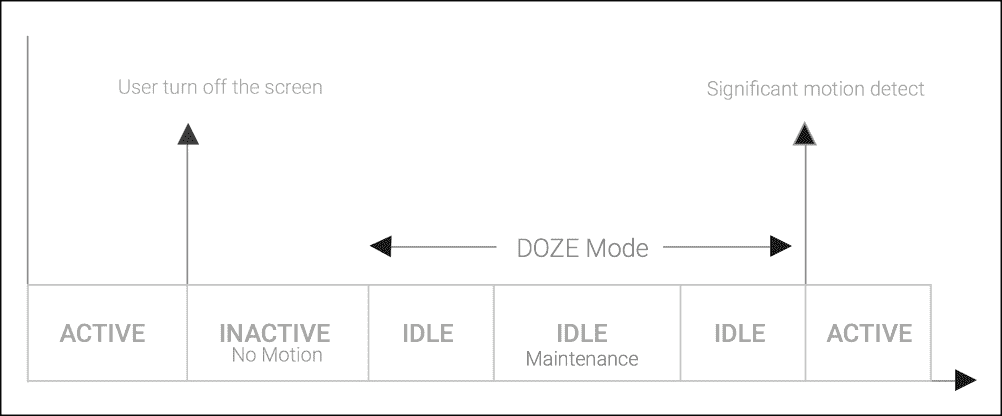 User turn off the screen
Significant motion detect
DOZE Mode
ACTIVE
INACTIVE
No Motion
IDLE
IDLE
Maintenance
IDLE
ACTIVE